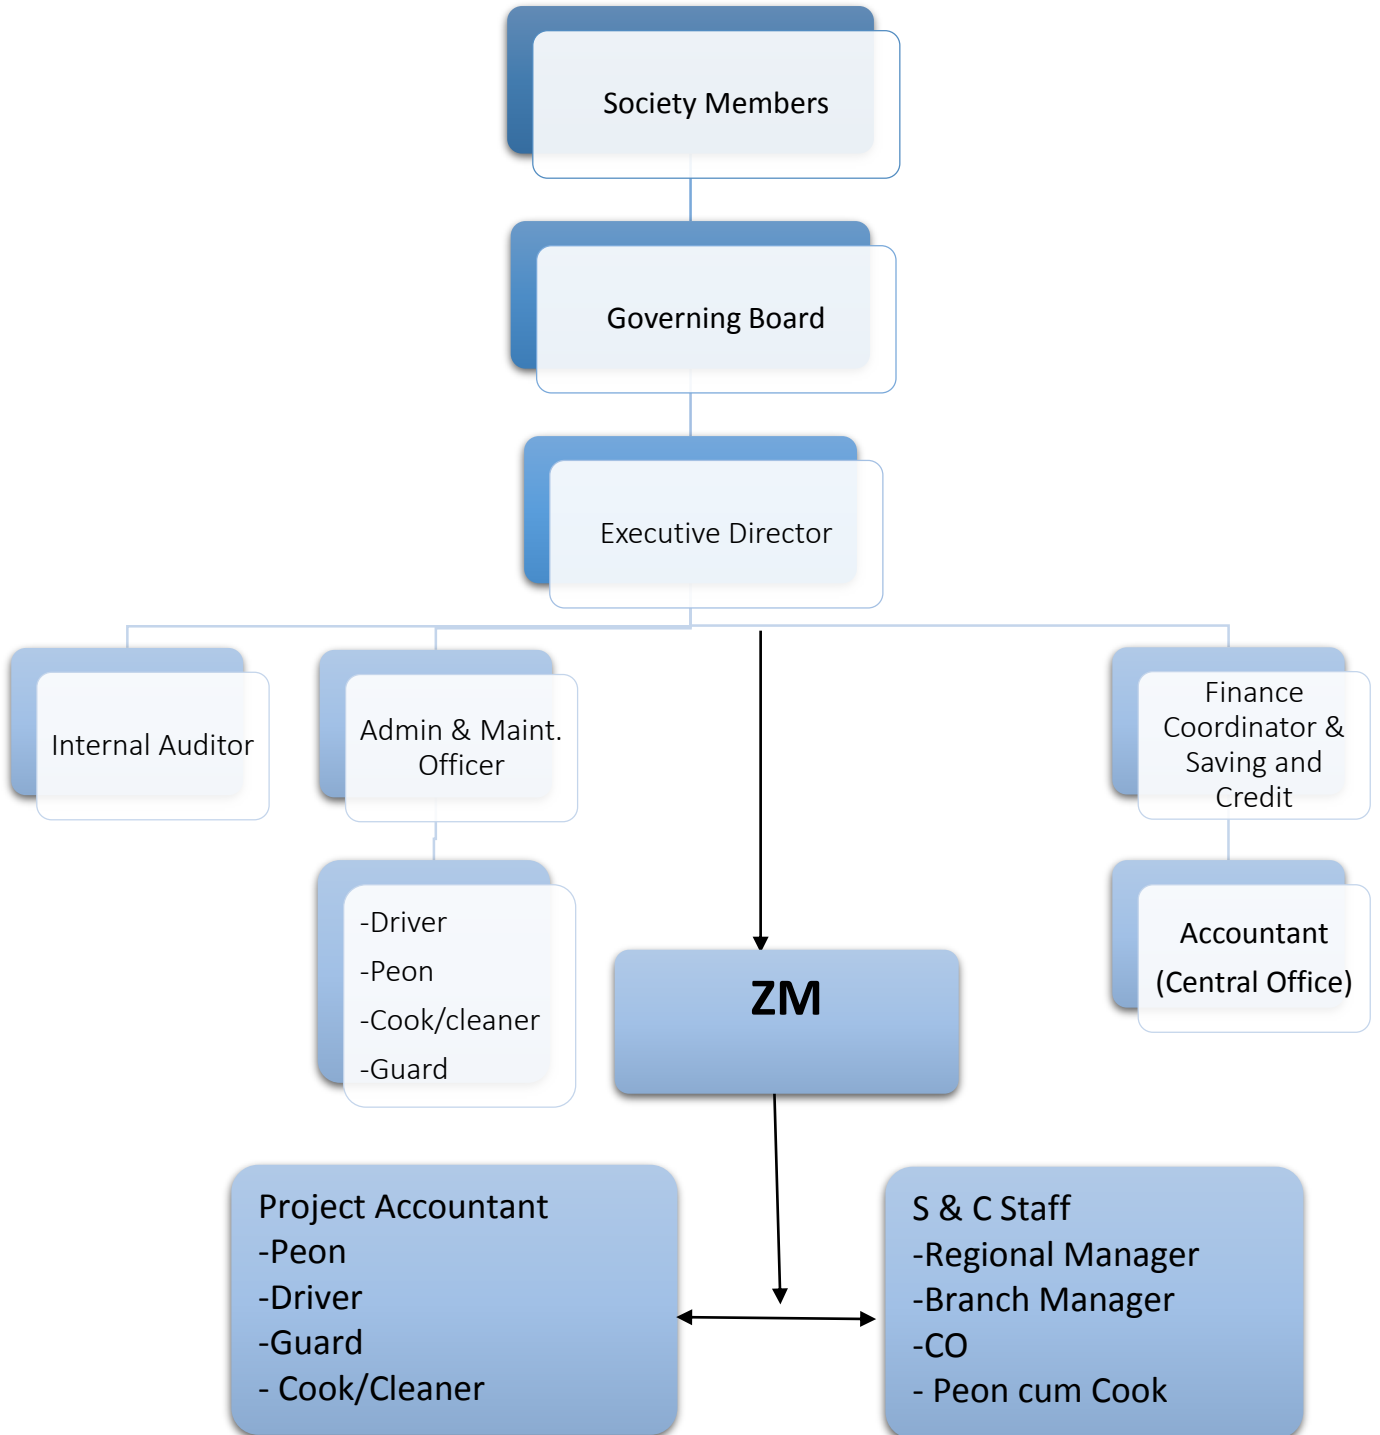 Society Members
Governing Board
Executive Director
Internal Auditor
Admin & Maint.
Officer
Finance
Coordinator &
Saving and
Credit
-Driver
-Peon
-Cook/cleaner
-Guard
Accountant
(Central Office)
ZM
Project Accountant
-Peon
-Driver
-Guard
- Cook/Cleaner
S & C Staff
-Regional Manager
-Branch Manager
-CO
- Peon cum Cook